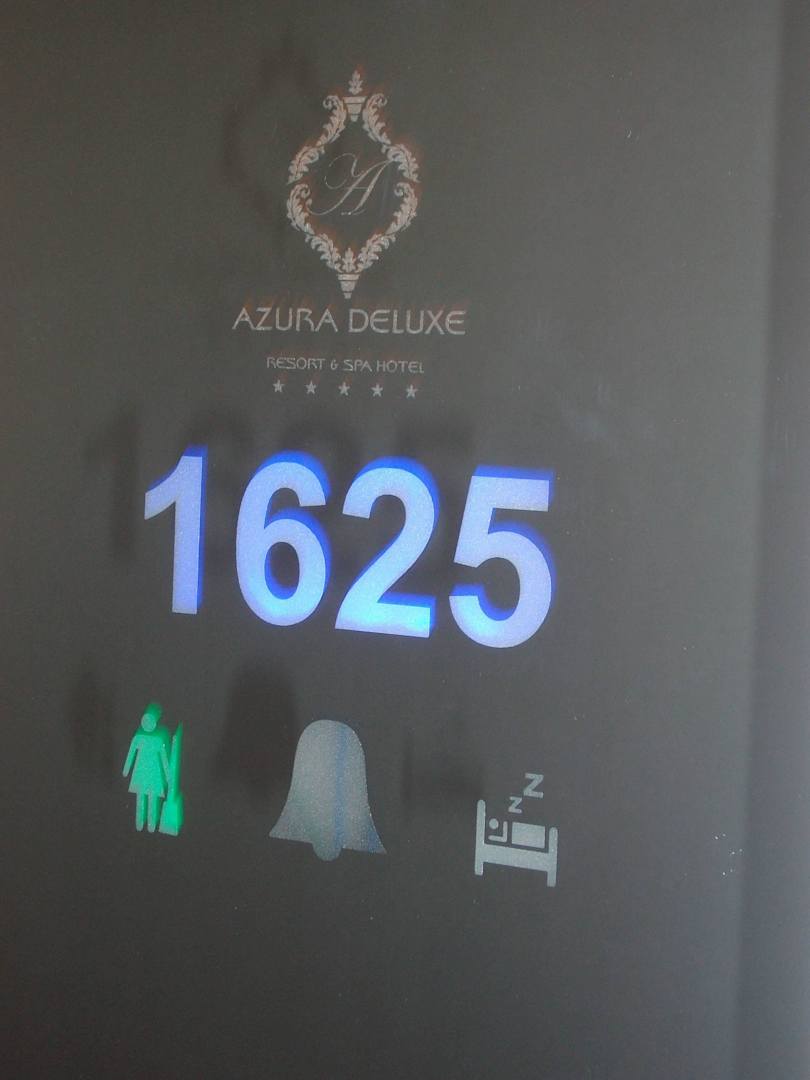 A
AZURA DELUXE
RESORT & SPA HOTEL
1625
Z
Z